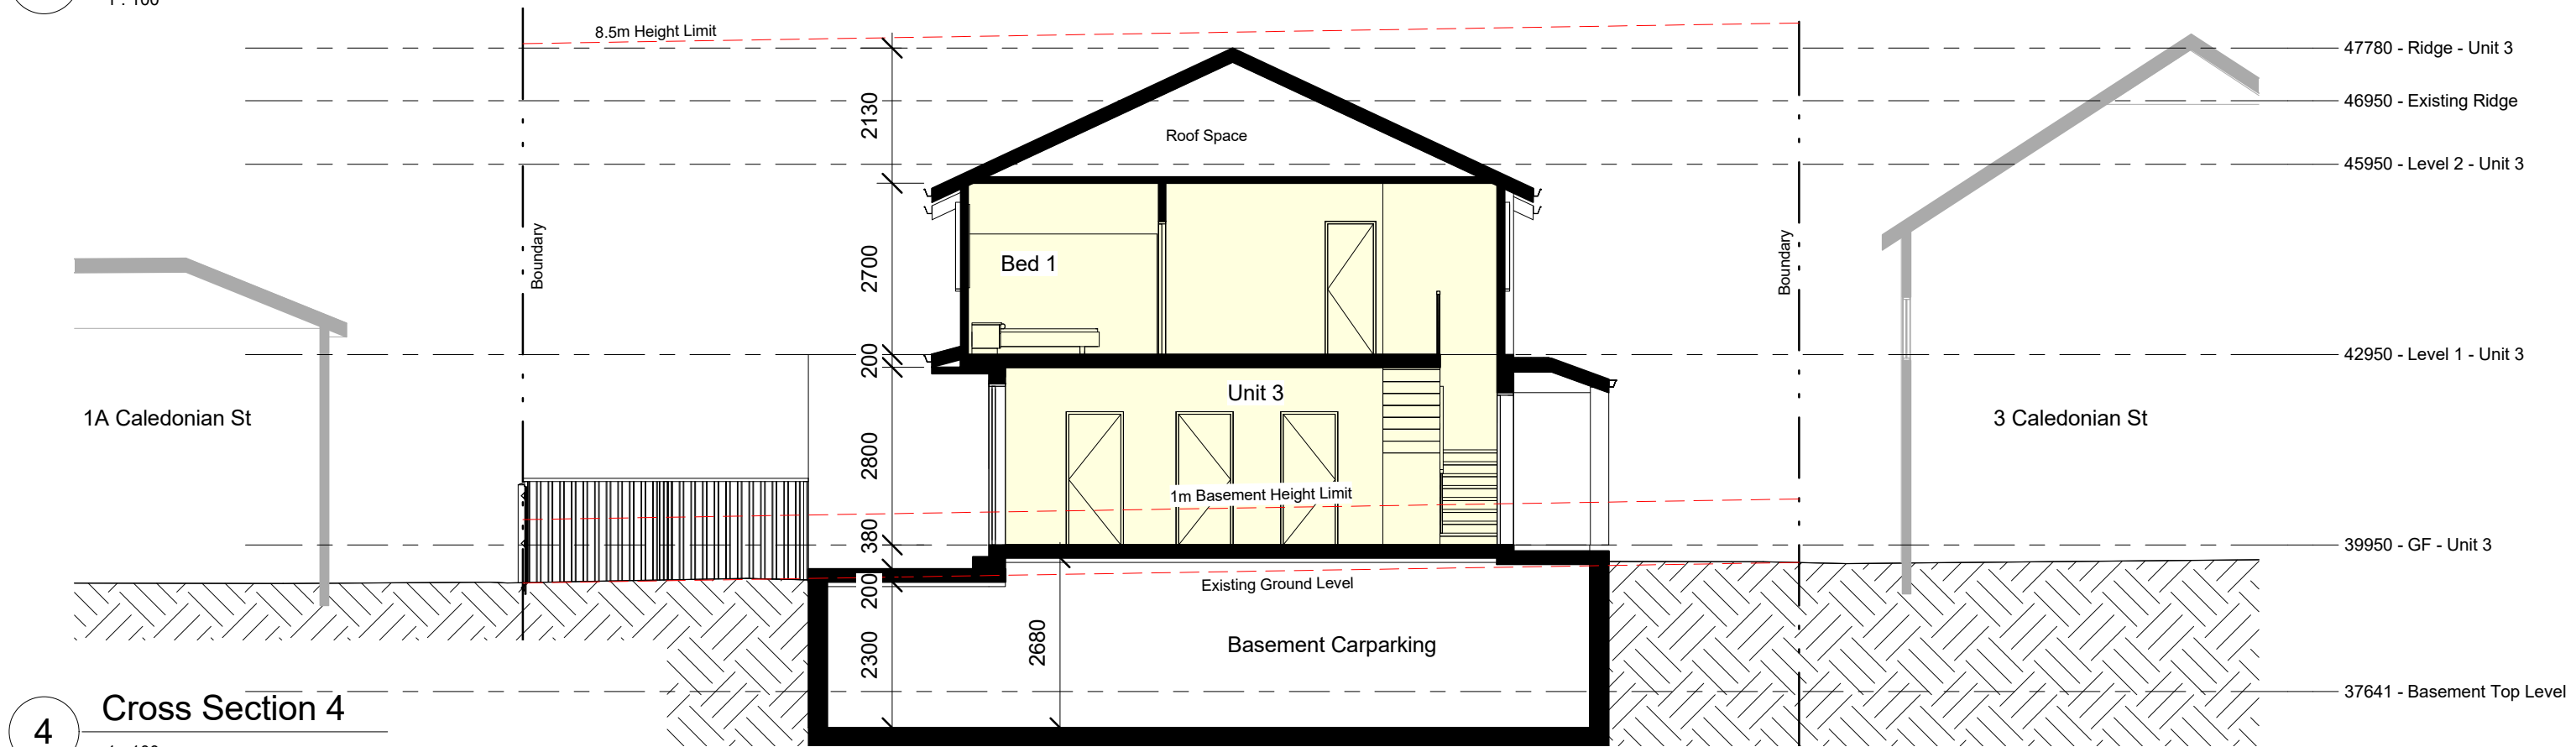 1 : 100
8.5m Height Limit
47780 - Ridge - Unit 3
46950 - Existing Ridge
2130
Roof Space
45950 - Level 2 - Unit 3
Boundary
Boundary
2700
Bed 1
200
42950 - Level 1 - Unit 3
1A Caledonian St
Unit 3
3 Caledonian St
2800
1m Basement Height Limit
380
39950 - GF - Unit 3
200
Existing Ground Level
2300
2680
Basement Carparking
37641 - Basement Top Level
4
Cross Section 4